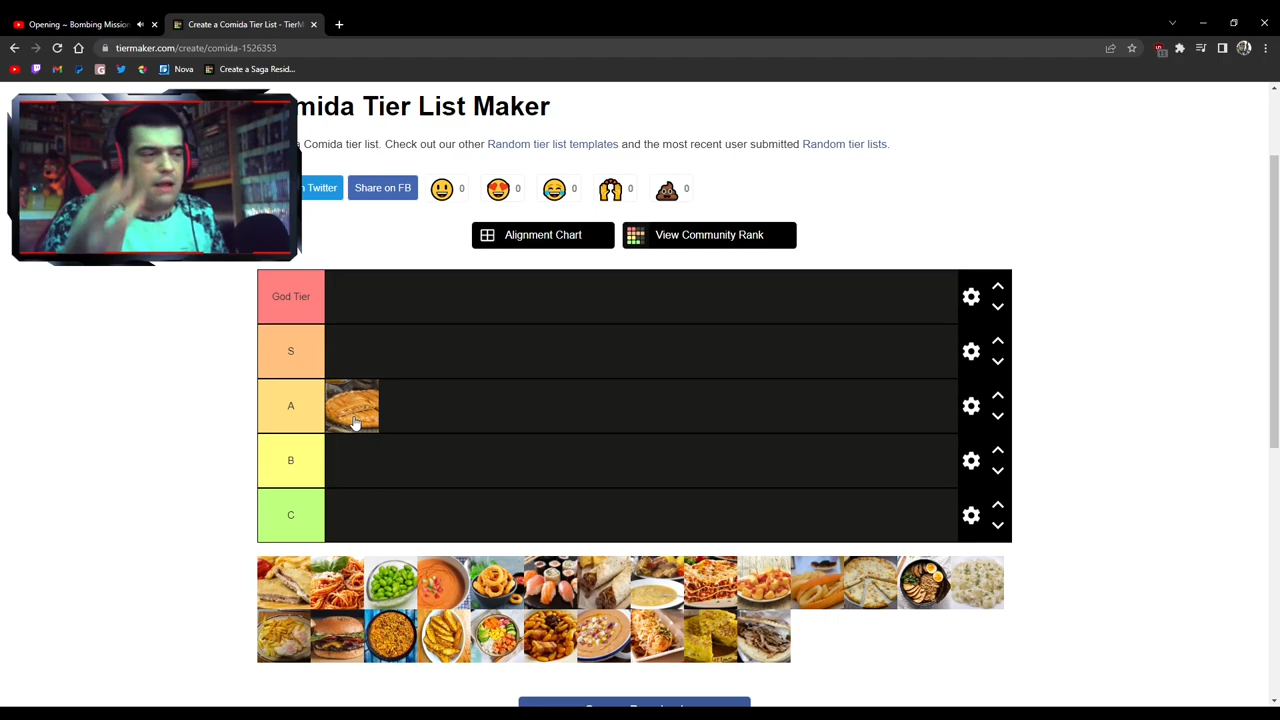 Opening ~ Bombing Mission
Create a Comida Tier List - TierM
tiermaker.com/create/comida-1526353
Nova
Create a Saga Resid...
mida Tier List Maker
Comida tier list. Check out our other Random tier list templates and the most recent user submitted Random tier lists.
Twitter
Share on FB
0
0
0
0
0
Alignment Chart
View Community Rank
God Tier
S
A
B
C